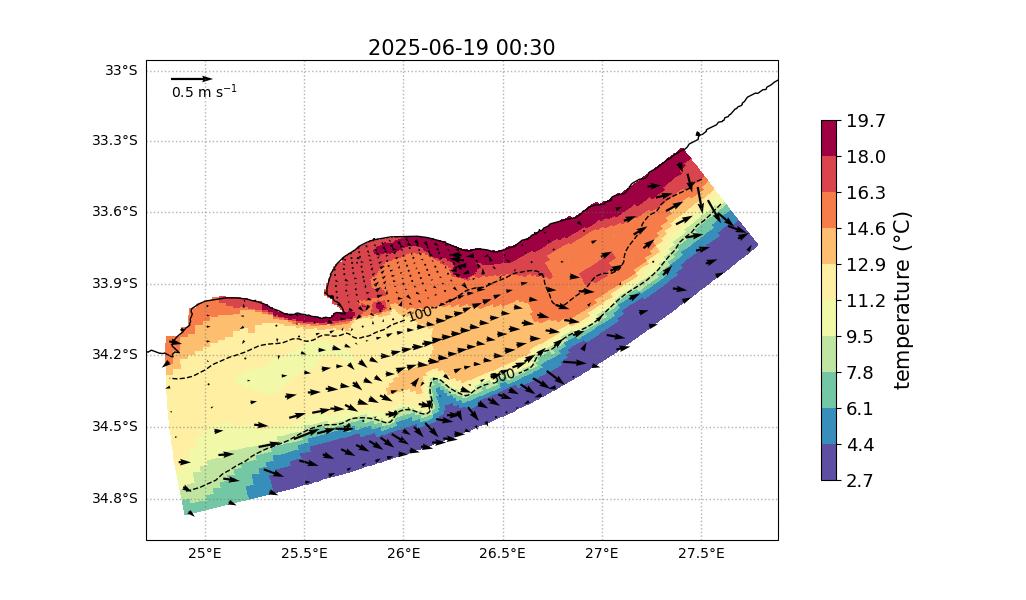 2025-06-19 00:30
33°S
0.5 m s⁻¹
33.3°S
33.6°S
33.9°S
34.2°S
34.5°S
34.8°S
100
500
25°E
25.5°E
26°E
26.5°E
27°E
27.5°E
19.7
18.0
16.3
14.6
12.9
11.2
9.5
7.8
6.1
4.4
2.7
temperature (°C)